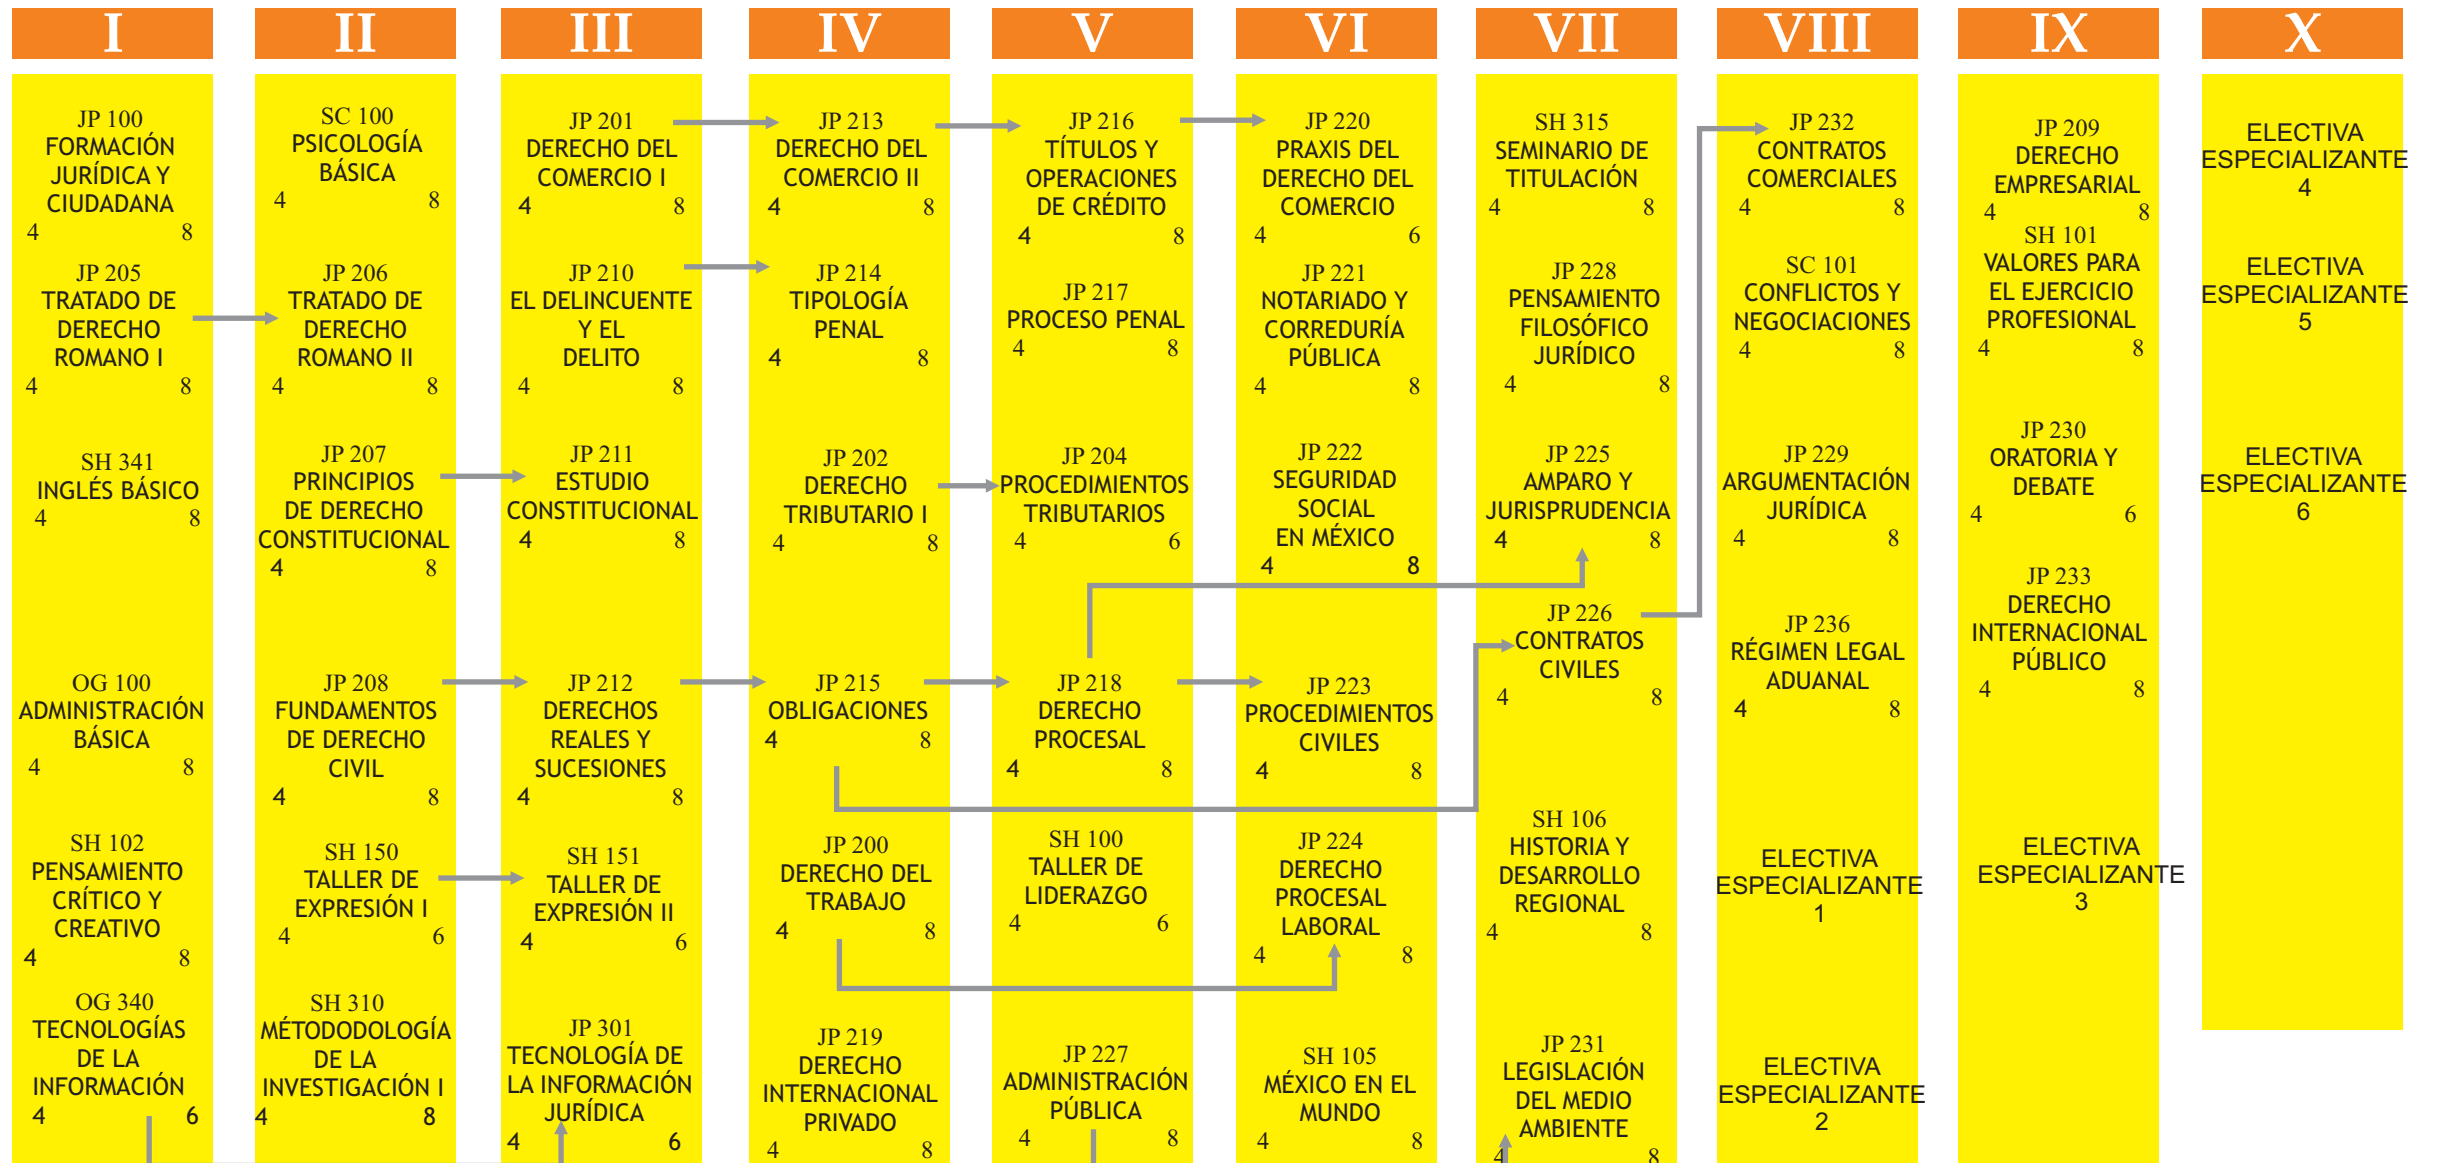 I
II
III
IV
V
VI
VII
VIII
IX
X
JP 100
FORMACIÓN
JURÍDICA Y
CIUDADANA
4 8
JP 205
TRATADO DE
DERECHO
ROMANO I
4 8
SH 341
INGLÉS BÁSICO
4 8
OG 100
ADMINISTRACIÓN
BÁSICA
4 8
SH 102
PENSAMIENTO
CRÍTICO Y
CREATIVO
4 8
OG 340
TECNOLOGÍAS
DE LA
INFORMACIÓN
4 6
SC 100
PSICOLOGÍA
BÁSICA
4 8
JP 206
TRATADO DE
DERECHO
ROMANO II
4 8
JP 207
PRINCIPIOS
DE DERECHO
CONSTITUCIONAL
4 8
JP 208
FUNDAMENTOS
DE DERECHO
CIVIL
4 8
SH 150
TALLER DE
EXPRESIÓN I
4 6
SH 310
MÉTODODOLOGÍA
DE LA
INVESTIGACIÓN I
4 8
JP 201
DERECHO DEL
COMERCIO I
4 8
JP 210
EL DELINCUENTE
Y EL
DELITO
4 8
JP 211
ESTUDIO
CONSTITUCIONAL
4 8
JP 212
DERECHOS
REALES Y
SUCESIONES
4 8
SH 151
TALLER DE
EXPRESIÓN II
4 6
JP 301
TECNOLOGÍA DE
LA INFORMACIÓN
JURÍDICA
4 6
JP 213
DERECHO DEL
COMERCIO II
4 8
JP 214
TIPOLOGÍA
PENAL
4 8
JP 202
DERECHO
TRIBUTARIO I
4 8
JP 215
OBLIGACIONES
4 8
JP 200
DERECHO DEL
TRABAJO
4 8
JP 219
DERECHO
INTERNACIONAL
PRIVADO
4 8
JP 216
TÍTULOS Y
OPERACIONES
DE CRÉDITO
4 8
JP 217
PROCESO PENAL
4 8
JP 204
PROCEDIMIENTOS
TRIBUTARIOS
4 6
JP 218
DERECHO
PROCESAL
4 8
SH 100
TALLER DE
LIDERAZGO
4 6
JP 227
ADMINISTRACIÓN
PÚBLICA
4 8
JP 220
PRAXIS DEL
DERECHO DEL
COMERCIO
4 6
JP 221
NOTARIADO Y
CORREDURÍA
PÚBLICA
4 8
JP 222
SEGURIDAD
SOCIAL
EN MÉXICO
4 8
JP 223
PROCEDIMIENTOS
CIVILES
4 8
JP 224
DERECHO
PROCESAL
LABORAL
4 8
SH 105
MÉXICO EN EL
MUNDO
4 8
SH 315
SEMINARIO DE
TITULACIÓN
4 8
JP 228
PENSAMIENTO
FILOSÓFICO
JURÍDICO
4 8
JP 225
AMPARO Y
JURISPRUDENCIA
4 8
JP 226
CONTRATOS
CIVILES
4 8
SH 106
HISTORIA Y
DESARROLLO
REGIONAL
4 8
JP 231
LEGISLACIÓN
DEL MEDIO
AMBIENTE
4 8
JP 232
CONTRATOS
COMERCIALES
4 8
SC 101
CONFLICTOS Y
NEGOCIACIONES
4 8
JP 229
ARGUMENTACIÓN
JURÍDICA
4 8
JP 236
RÉGIMEN LEGAL
ADUANAL
4 8
ELECTIVA
ESPECIALIZANTE
1
ELECTIVA
ESPECIALIZANTE
2
JP 209
DERECHO
EMPRESARIAL
4 8
SH 101
VALORES PARA
EL EJERCICIO
PROFESIONAL
4 8
JP 230
ORATORIA Y
DEBATE
4 6
JP 233
DERECHO
INTERNACIONAL
PÚBLICO
4 8
ELECTIVA
ESPECIALIZANTE
3
ELECTIVA
ESPECIALIZANTE
4
ELECTIVA
ESPECIALIZANTE
5
ELECTIVA
ESPECIALIZANTE
6